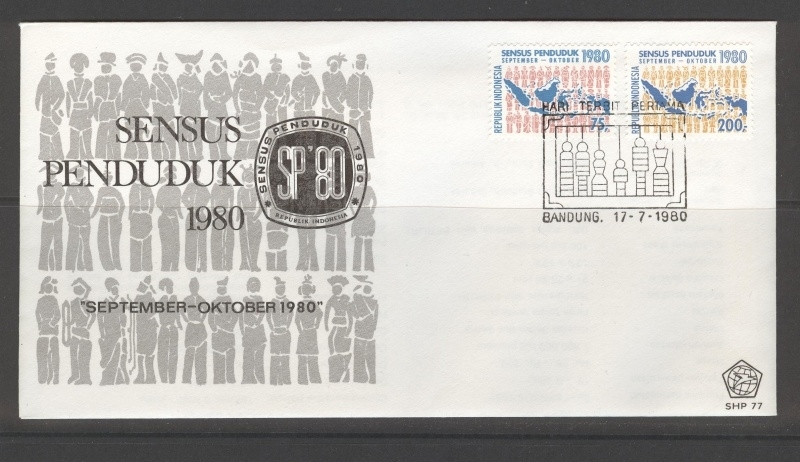 SENSUS
PENDUDUK
1980
SENSUS PENDUDUK 1980
SP'80
REPUBLIK INDONESIA
"SEPTEMBER-OKTOBER 1980"
SENSUS PENDUDUK 1980
SEPTEMBER - OKTOBER
REPUBLIK INDONESIA
75,-
SENSUS PENDUDUK 1980
SEPTEMBER - OKTOBER
REPUBLIK INDONESIA
200,-
HARI TERBIT PERTAMA
BANDUNG. 17-7-1980
SHP 77